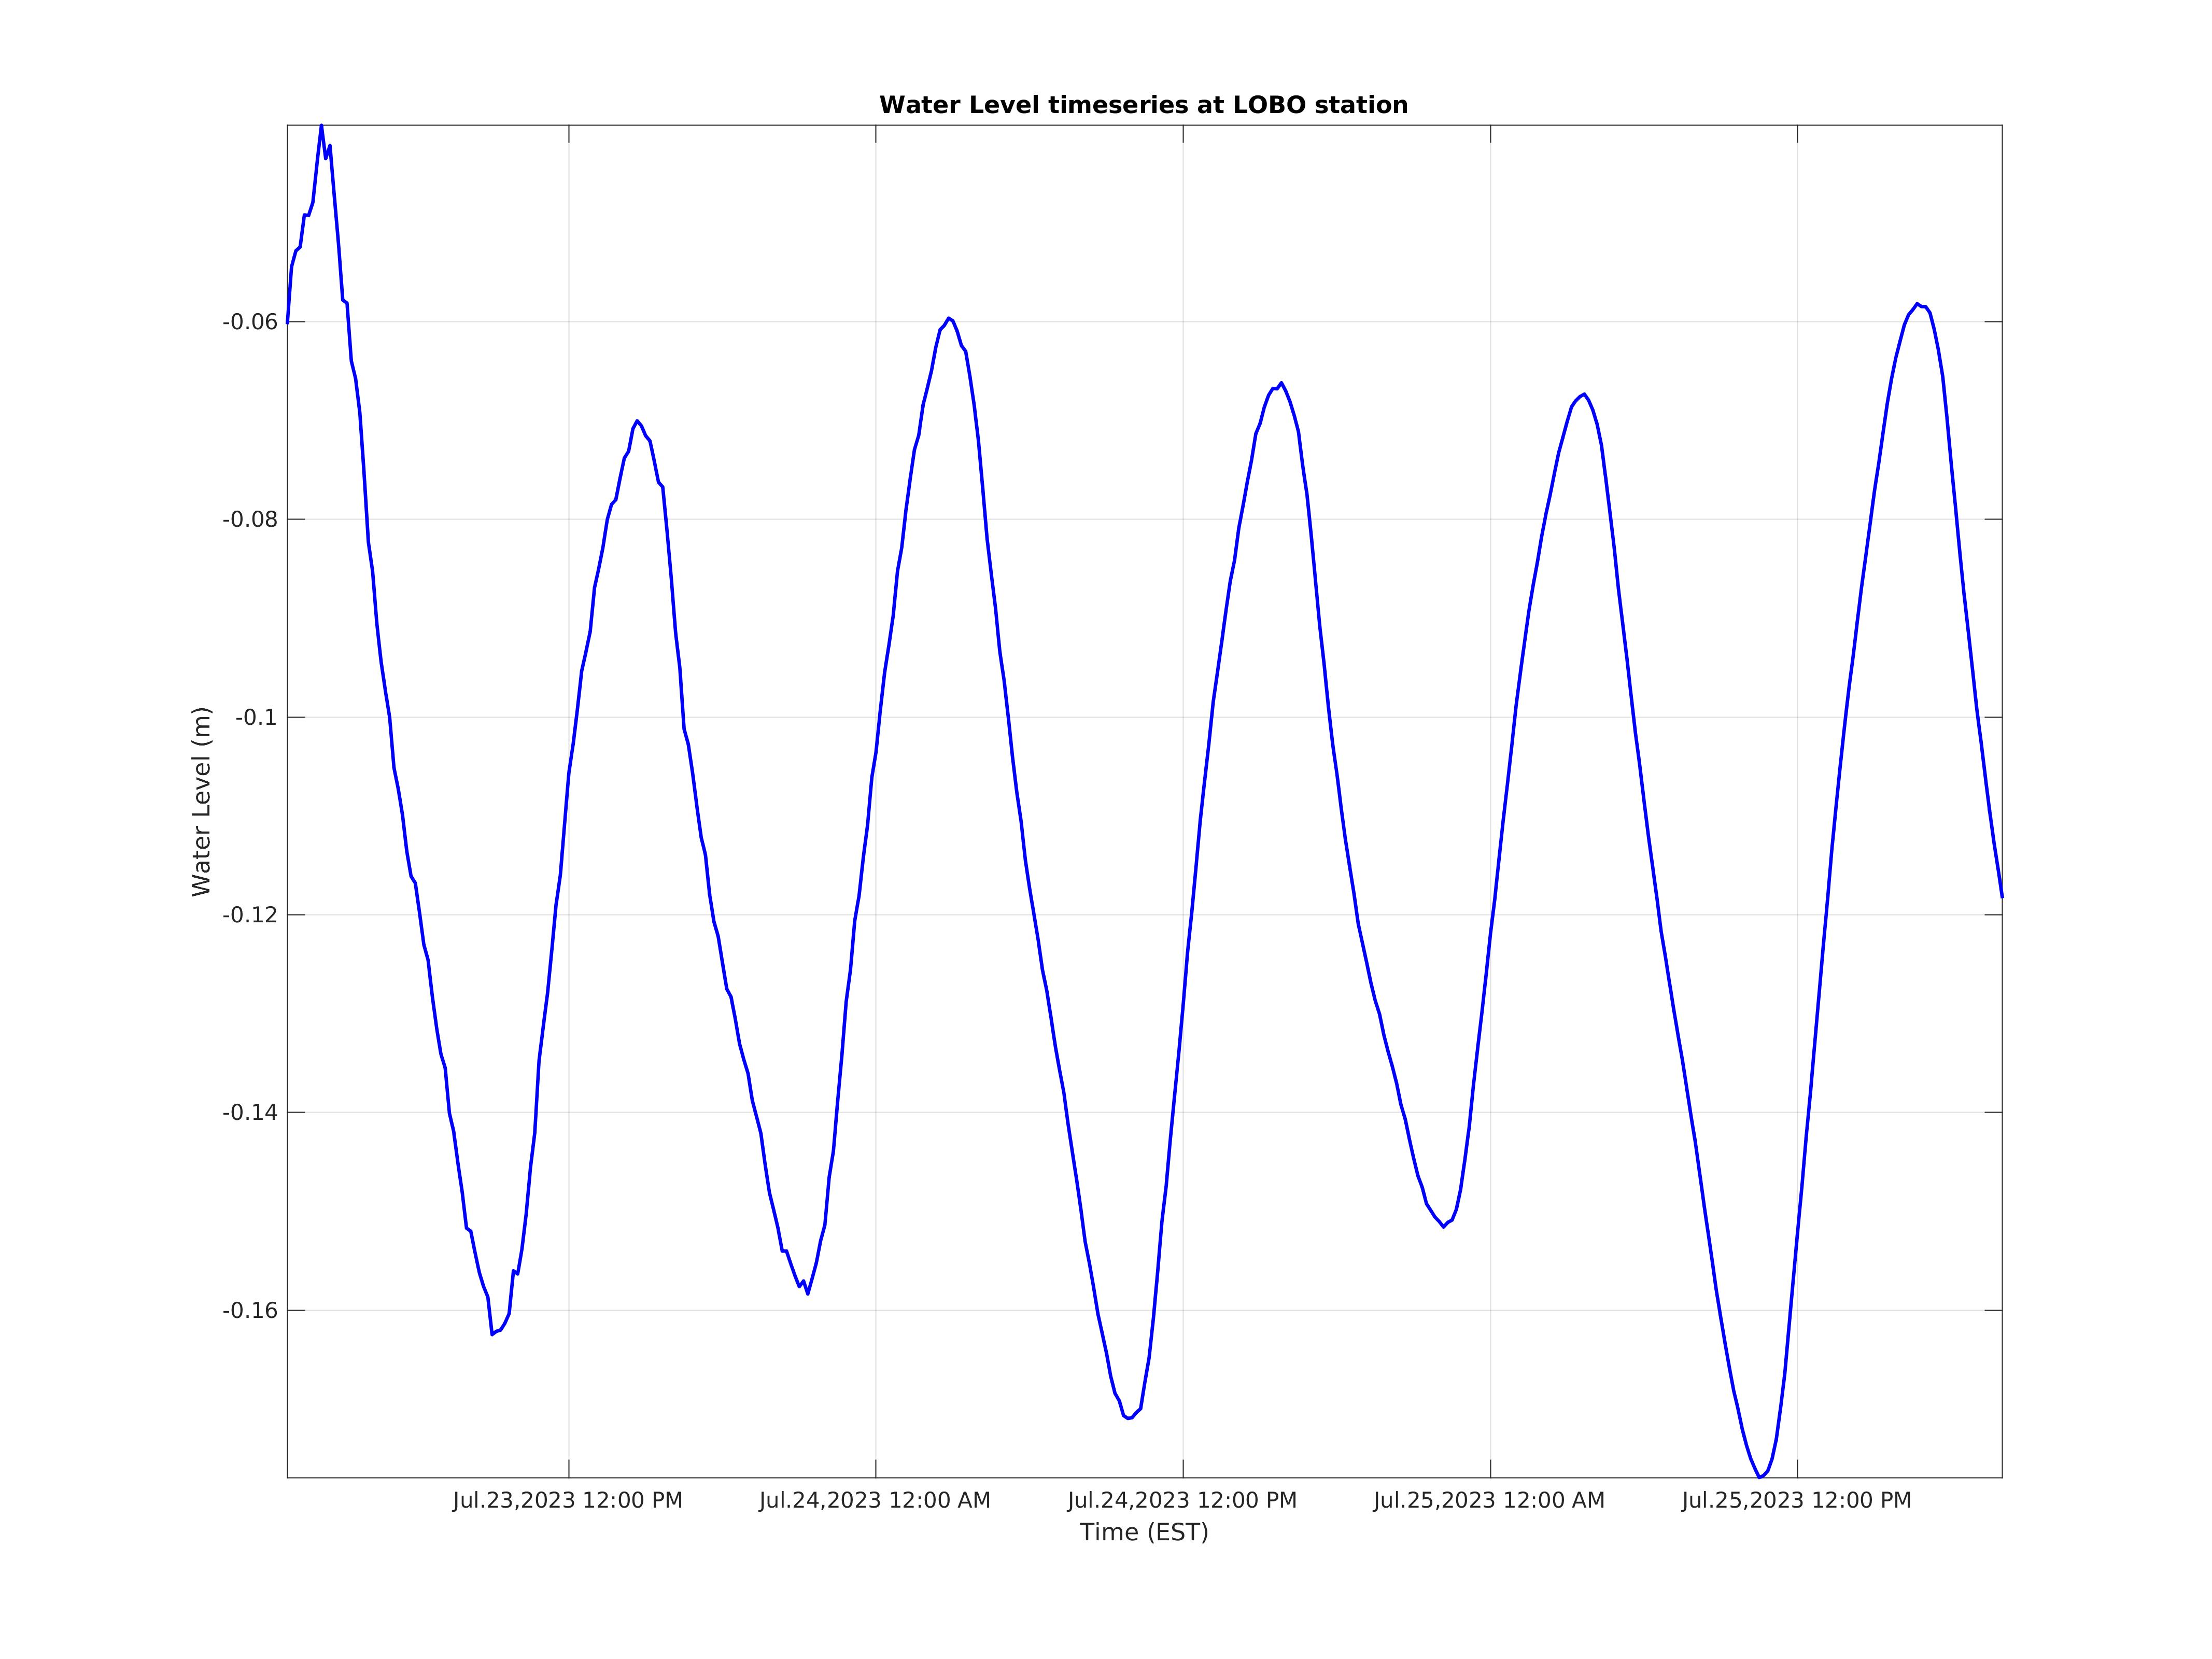 Water Level timeseries at LOBO station
-0.06
-0.08
-0.1
-0.12
-0.14
-0.16
Water Level (m)
Jul.23,2023 12:00 PM
Jul.24,2023 12:00 AM
Jul.24,2023 12:00 PM
Jul.25,2023 12:00 AM
Jul.25,2023 12:00 PM
Time (EST)